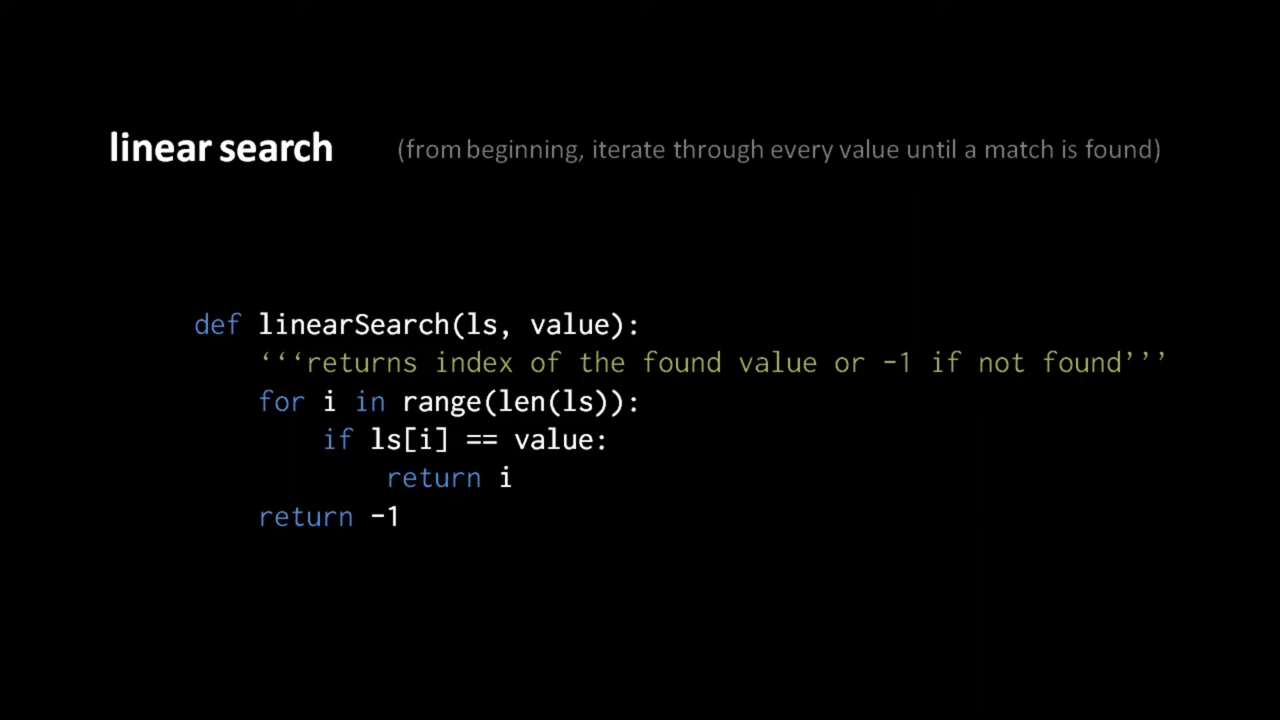 linear search (from beginning, iterate through every value until a match is found)
def linearSearch(ls, value):
    ‘‘‘returns index of the found value or -1 if not found’’’
    for i in range(len(ls)):
        if ls[i] == value:
            return i
    return -1